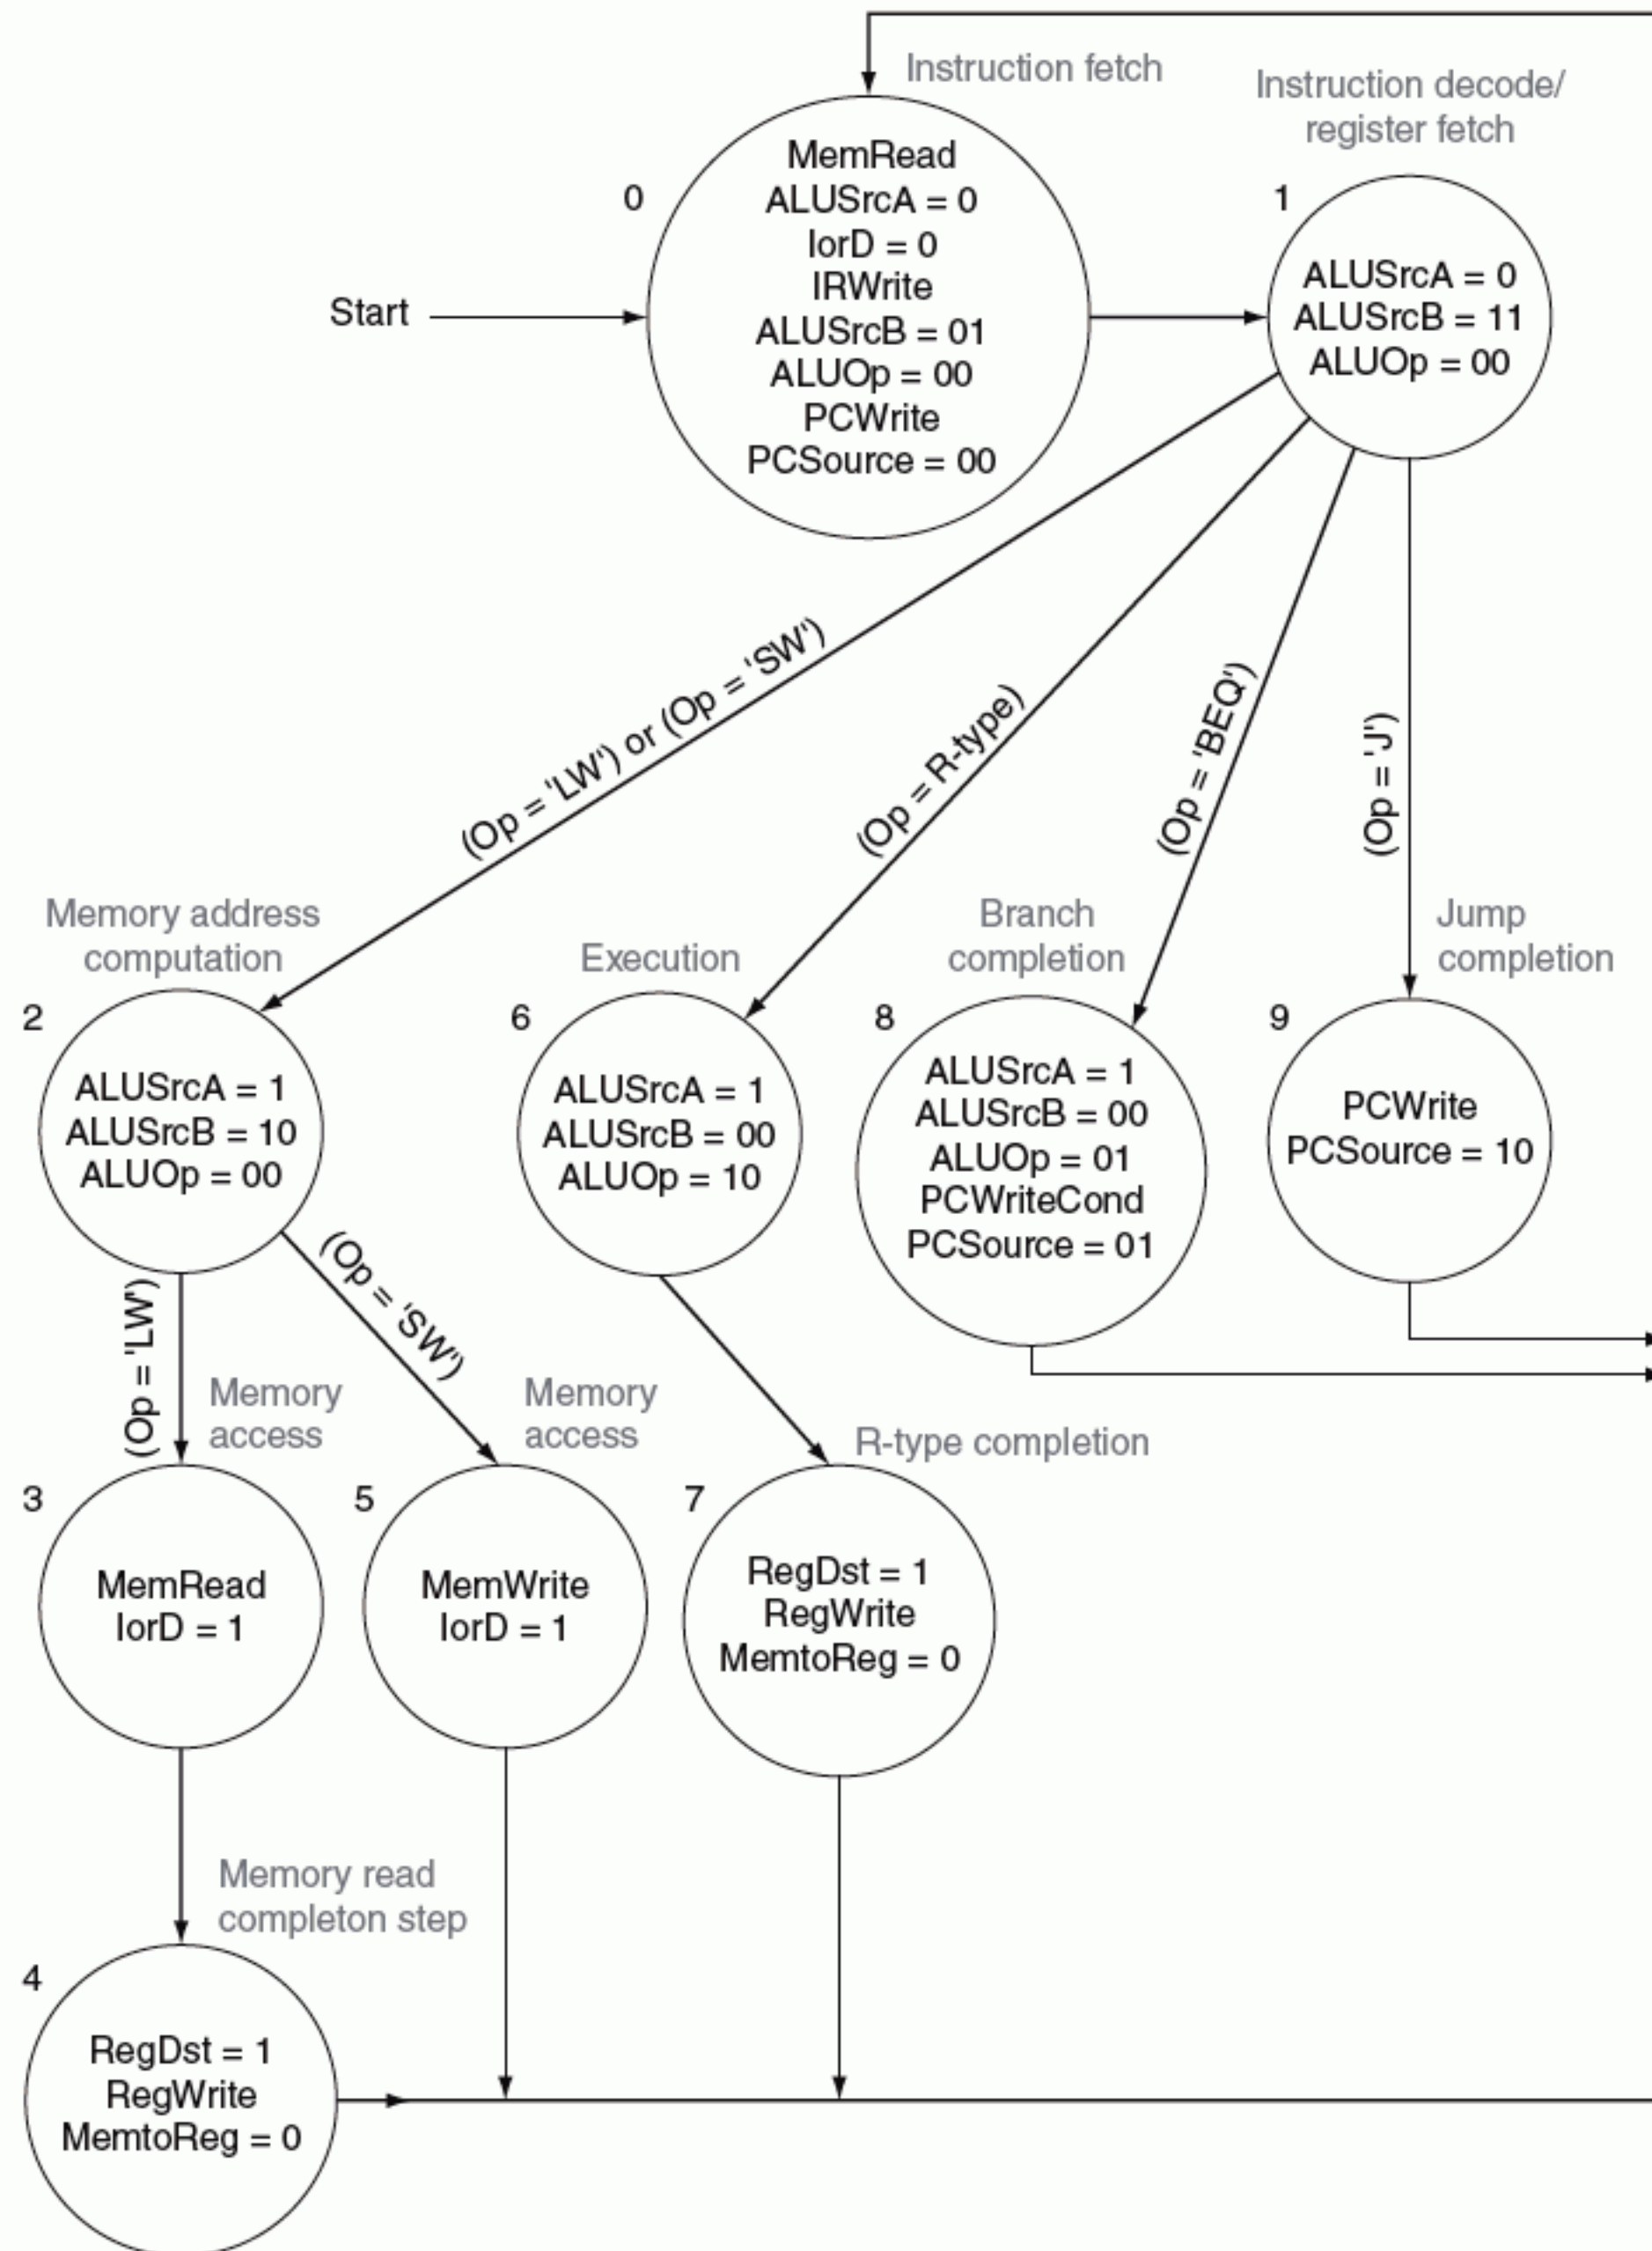 Instruction fetch
Instruction decode/
register fetch
0
MemRead
ALUSrcA = 0
IorD = 0
IRWrite
ALUSrcB = 01
ALUOp = 00
PCWrite
PCSource = 00
1
ALUSrcA = 0
ALUSrcB = 11
ALUOp = 00
Start
(Op = 'LW') or (Op = 'SW')
(Op = R-type)
(Op = 'BEQ')
(Op = 'J')
Memory address
computation
Execution
Branch
completion
Jump
completion
2
ALUSrcA = 1
ALUSrcB = 10
ALUOp = 00
6
ALUSrcA = 1
ALUSrcB = 00
ALUOp = 10
8
ALUSrcA = 1
ALUSrcB = 00
ALUOp = 01
PCWriteCond
PCSource = 01
9
PCWrite
PCSource = 10
(Op = 'LW')
(Op = 'SW')
Memory
access
Memory
access
R-type completion
3
MemRead
IorD = 1
5
MemWrite
IorD = 1
7
RegDst = 1
RegWrite
MemtoReg = 0
Memory read
completon step
4
RegDst = 1
RegWrite
MemtoReg = 0